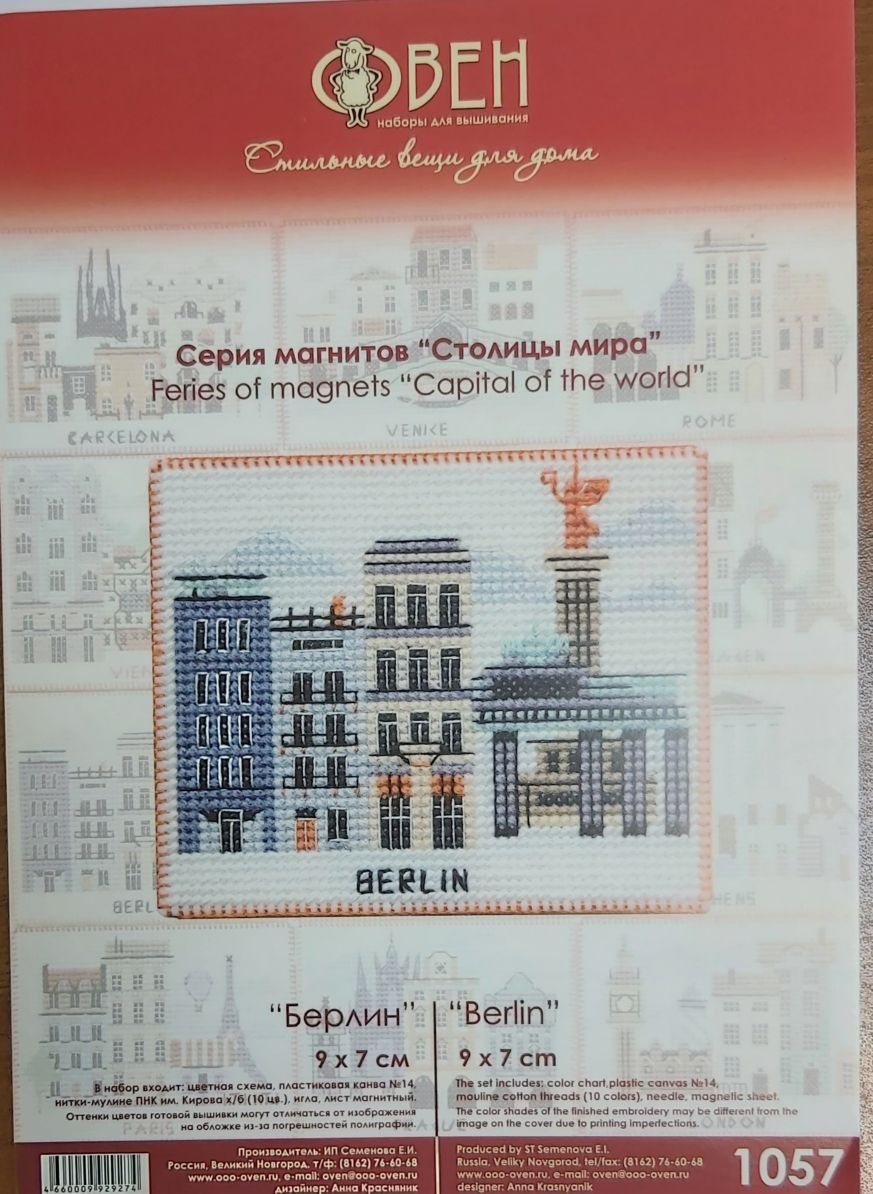 ОВЕН
наборы для вышивания
Стильные вещи для дома
Серия магнитов “Столицы мира”
Feries of magnets “Capital of the world”
BARCELONA
VENICE
ROME
BERLIN
“Берлин”
“Berlin”
9 x 7 см
9 x 7 cm
В набор входит: цветная схема, пластиковая канва №14,
нитки-мулине ПНК им. Кирова х/б (10 цв.), игла, лист магнитный.
Оттенки цветов готовой вышивки могут отличаться от изображения
на обложке из-за погрешностей полиграфии.
The set includes: color chart,plastic canvas №14,
mouline cotton threads (10 colors), needle, magnetic sheet.
The color shades of the finished embroidery may be different from the
image on the cover due to printing imperfections.
PARIS
LONDON
Производитель: ИП Семенова Е.И.
Россия, Великий Новгород, т/ф: (8162) 76-60-68
www.ooo-oven.ru, e-mail: oven@ooo-oven.ru
дизайнер: Анна Красняник
Produced by ST Semenova E.I.
Russia, Veliky Novgorod, tel/fax: (8162) 76-60-68
www.ooo-oven.ru, e-mail: oven@ooo-oven.ru
designer: Anna Krasnyanik
1057
4660009929274